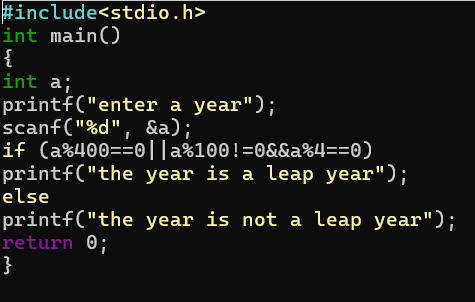 #include<stdio.h>
int main()
{
int a;
printf("enter a year");
scanf("%d", &a);
if (a%400==0||a%100!=0&&a%4==0)
printf("the year is a leap year");
else
printf("the year is not a leap year");
return 0;
}